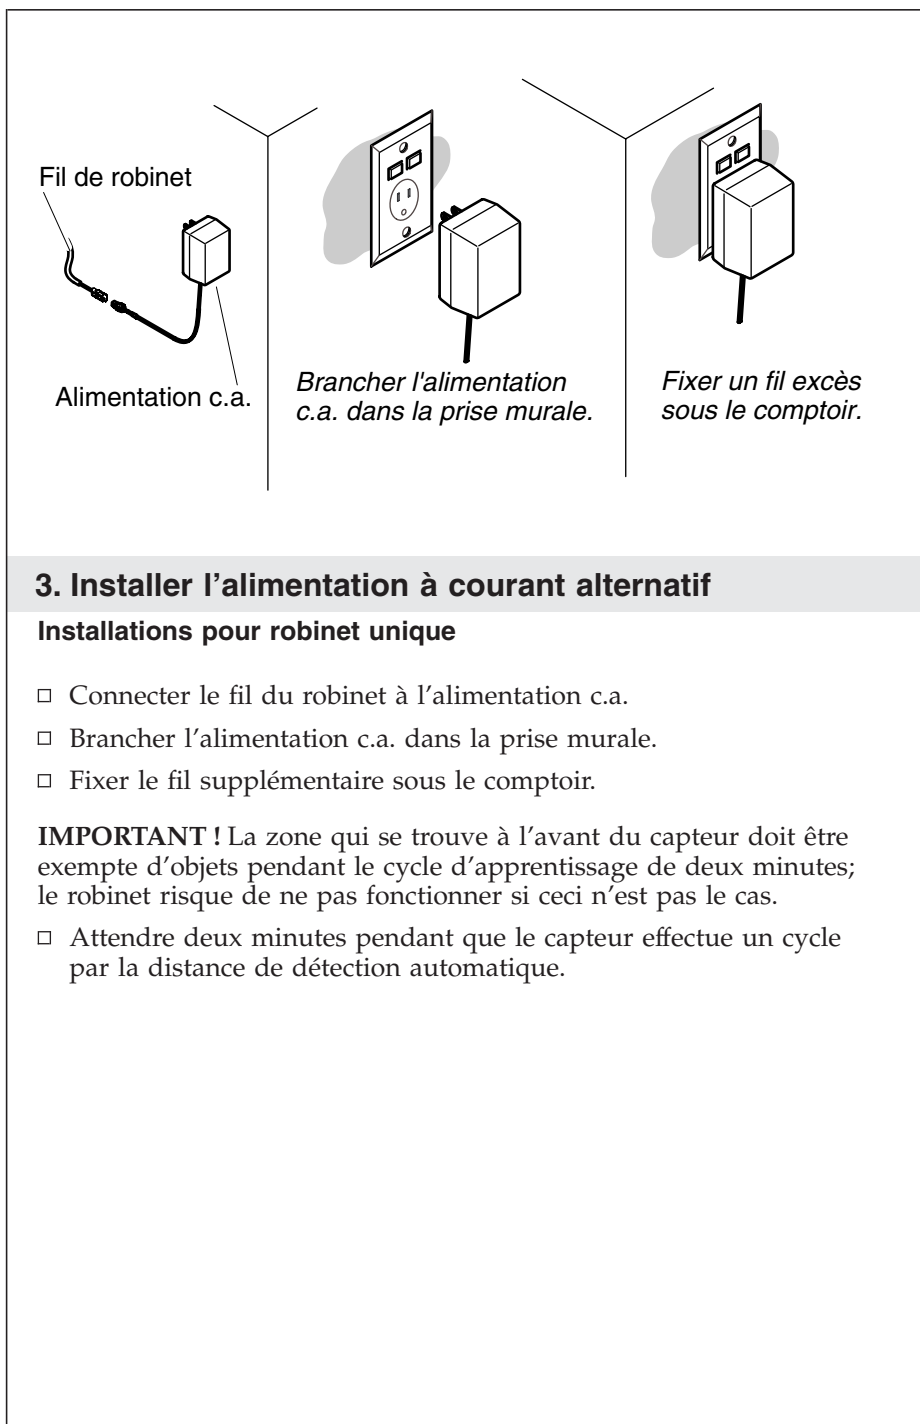 Fil de robinet
Alimentation c.a.
Brancher l'alimentation
c.a. dans la prise murale.
Fixer un fil excès
sous le comptoir.
3. Installer l’alimentation à courant alternatif
Installations pour robinet unique
□ Connecter le fil du robinet à l’alimentation c.a.
□ Brancher l’alimentation c.a. dans la prise murale.
□ Fixer le fil supplémentaire sous le comptoir.
IMPORTANT ! La zone qui se trouve à l’avant du capteur doit être
exempte d’objets pendant le cycle d’apprentissage de deux minutes;
le robinet risque de ne pas fonctionner si ceci n’est pas le cas.
□ Attendre deux minutes pendant que le capteur effectue un cycle
par la distance de détection automatique.